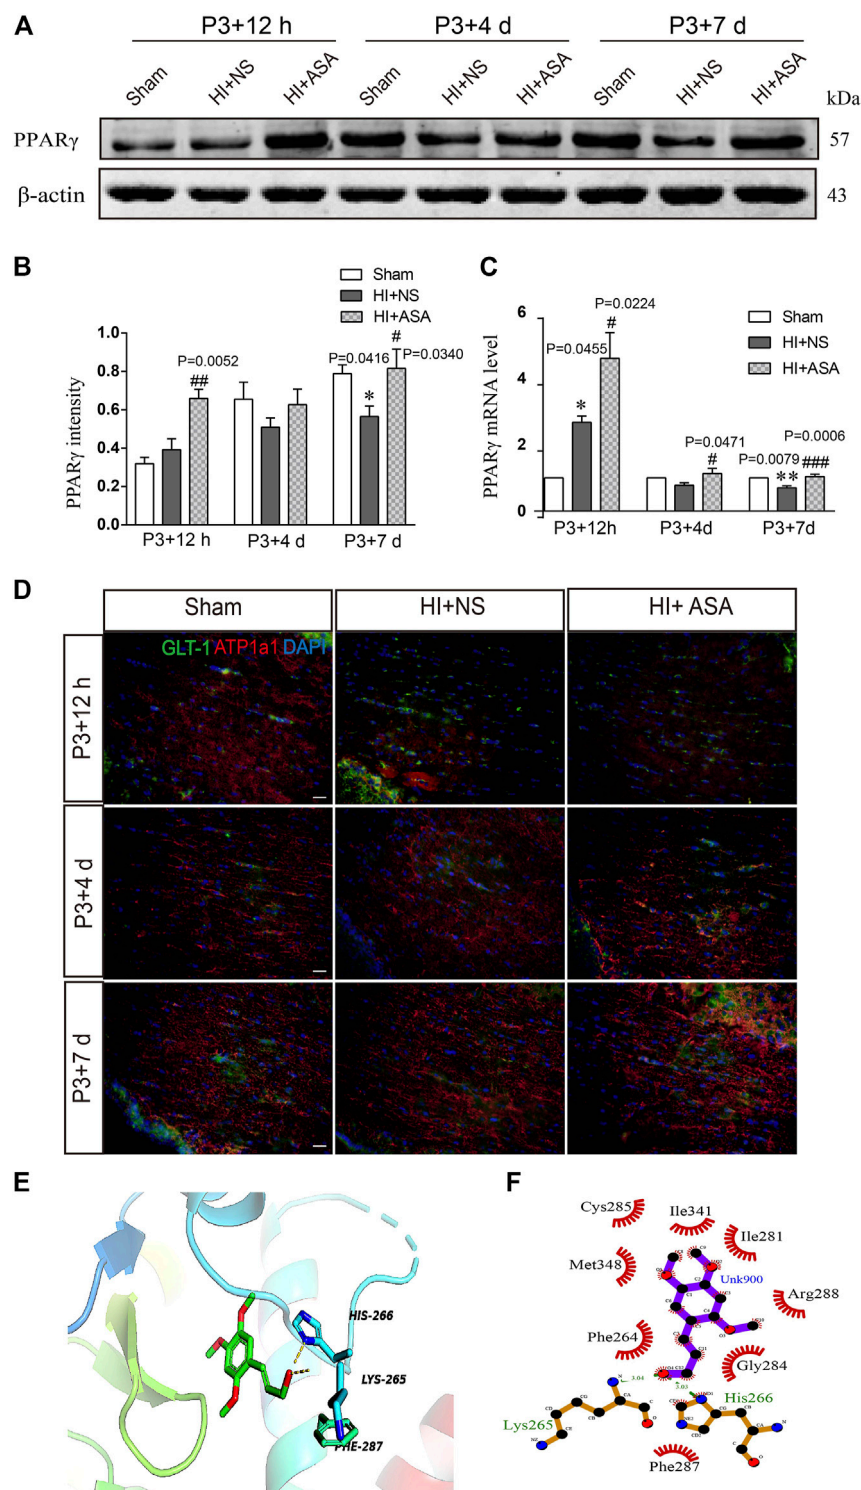 A
P3+12 h P3+4 d P3+7 d
Sham HI+NS HI+ASA Sham HI+NS HI+ASA Sham HI+NS HI+ASA
kDa
PPARγ 57
β-actin 43
B
Sham
HI+NS
HI+ASA
PPARγ intensity
1.0
0.8
0.6
0.4
0.2
0.0
P=0.0052
##
P=0.0416
*
#
P=0.0340
P3+12 h P3+4 d P3+7 d
C
Sham
HI+NS
HI+ASA
PPARγ mRNA level
6
4
2
0
P=0.0455
*
P=0.0224
#
P=0.0471
#
P=0.0079
**
P=0.0006
###
P3+12h P3+4d P3+7d
D
Sham HI+NS HI+ ASA
GLT-1 ATP1a1 DAPI
P3+12 h
P3+4 d
P3+7 d
E
HIS-266
LYS-265
PHE-287
F
Cys285
Ile341
Ile281
Met348
Unk900
Arg288
Phe264
Gly284
3.04
3.03
Lys265
His266
Phe287